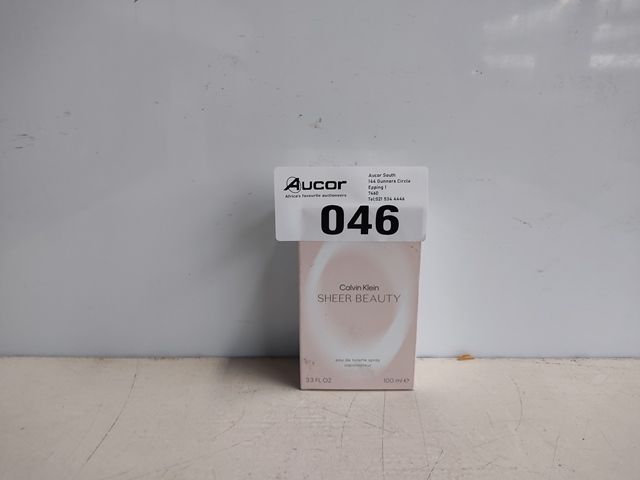 Aucor
Africa's favourite auctioneers
Aucor South
144 Gunners Circle
Epping 1
7460
Tel:021 534 4446
046
Calvin Klein
SHEER BEAUTY
eau de toilette spray
vaporisateur
3.3 FL OZ 100 ml e